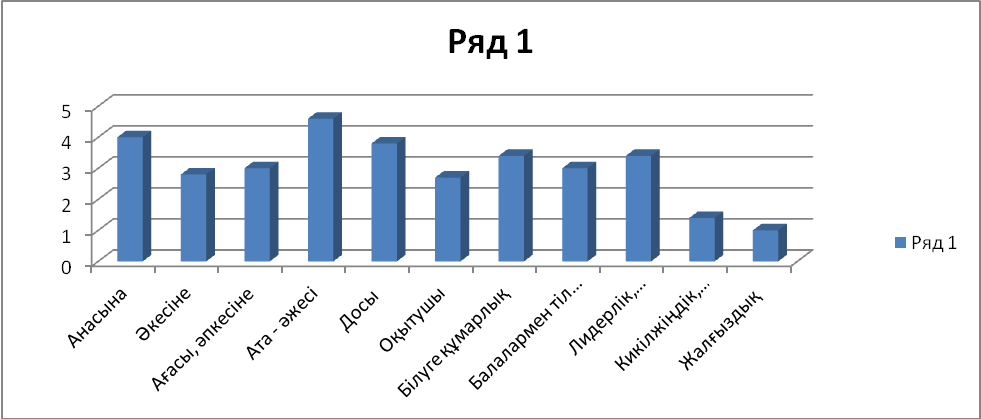 Ряд 1
5
4
3
2
1
0
Анасына
Әкесіне
Ағасы, әпкесіне
Ата - әжесі
Досы
Оқытушы
Білуге құмарлық
Балалармен тіл...
Лидерлік,...
Кикілжіңдік,...
Жалғыздық
Ряд 1